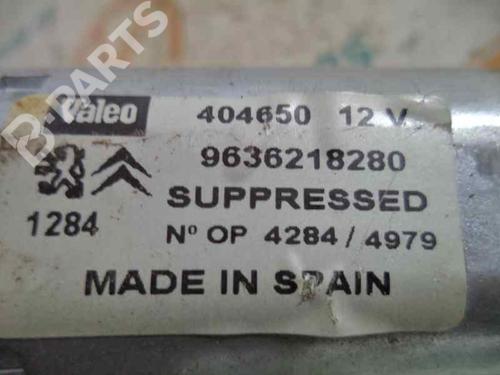 Valeo 404650 12 V
9636218280
SUPPRESSED
1284 Nº OP 4284 / 4979
MADE IN SPAIN
B-PARTS